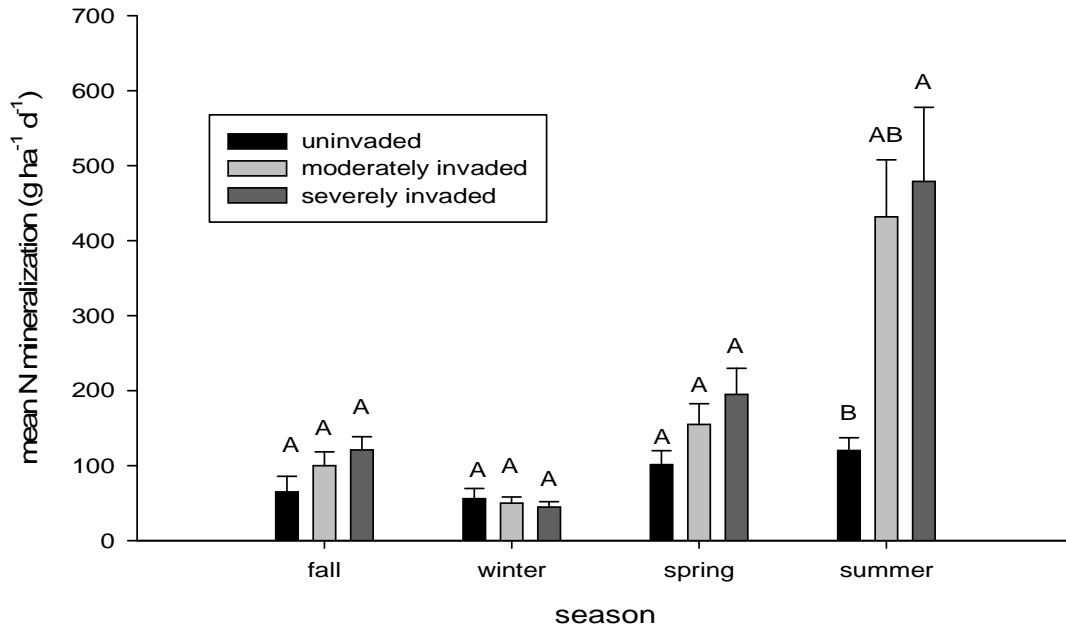 mean N mineralization (g ha⁻¹ d⁻¹)
700
600
500
400
300
200
100
0
uninvaded
moderately invaded
severely invaded
A A A
A A A
A A A
B AB A
fall winter spring summer
season